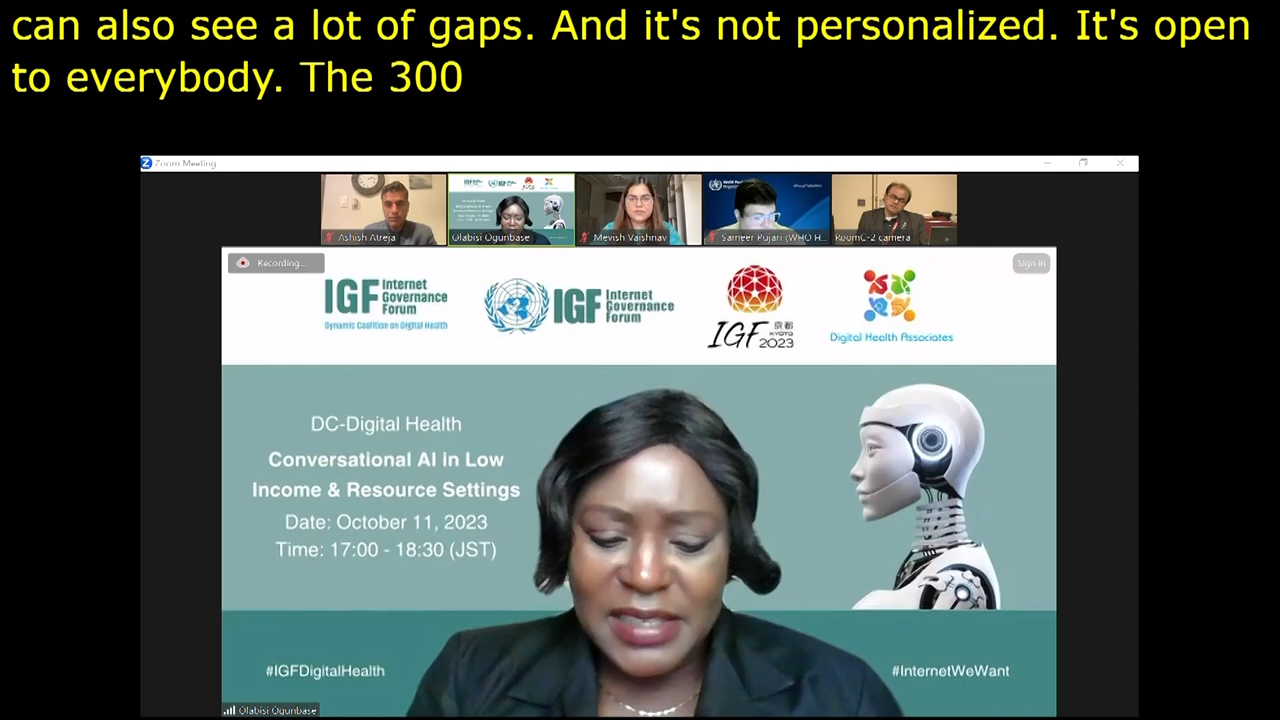 can also see a lot of gaps. And it's not personalized. It's open
to everybody. The 300
Zoom Meeting
Ashish Atreja
Olabisi Ogunbase
Mevish Vaishnav
Sameer Pujari (WHO H...
RoomC-2 camera
Recording...
Sign in
IGF Internet
Governance
Forum
Dynamic Coalition on Digital Health
IGF Internet
Governance
Forum
IGF 京都
KYOTO
2023
Digital Health Associates
DC-Digital Health
Conversational AI in Low
Income & Resource Settings
Date: October 11, 2023
Time: 17:00 - 18:30 (JST)
#IGFDigitalHealth
#InternetWeWant
Olabisi Ogunbase